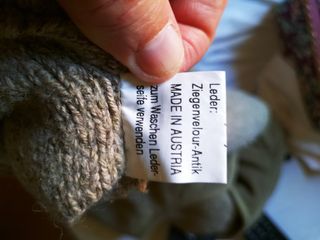 Leder:
Ziegenvelour-Antik
MADE IN AUSTRIA
zum Waschen Leder-
seife verwenden